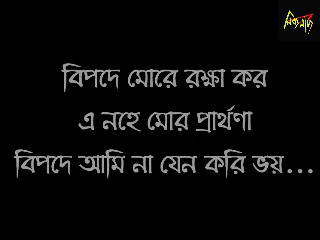 বিপদে মোরে রক্ষা কর
এ নহে মোর প্রার্থণা
বিপদে আমি না যেন করি ভয়...